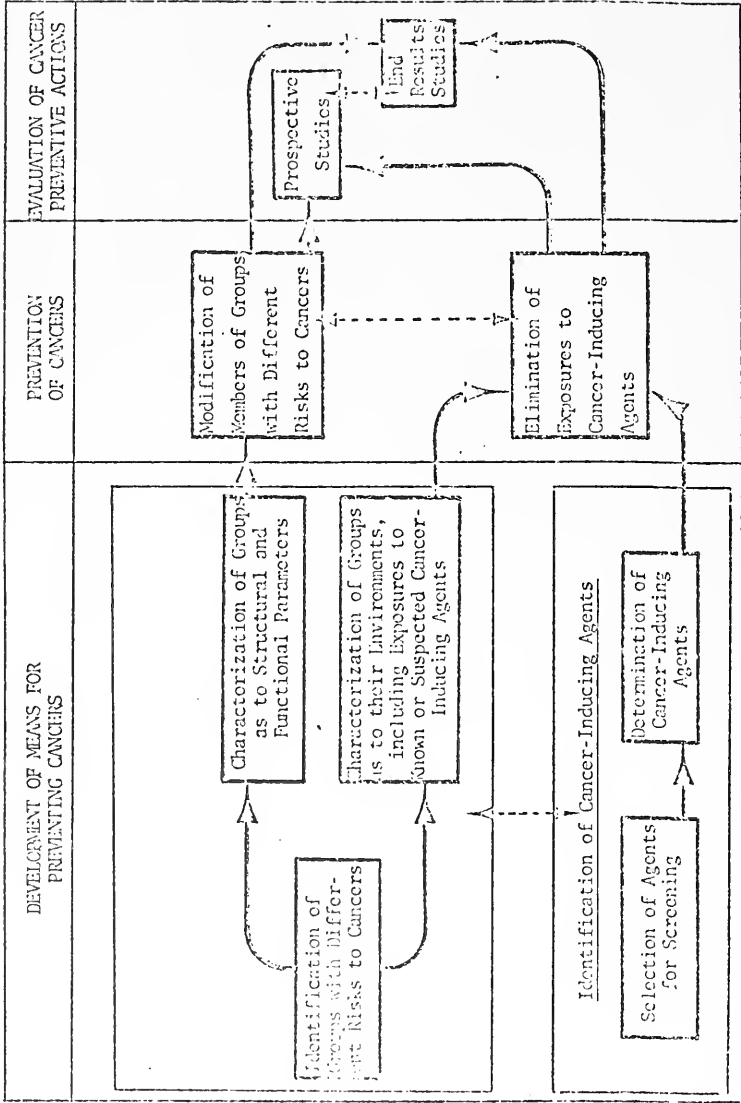 DEVELOPMENT OF MEANS FOR
PREVENTING CANCERS
PREVENTION
OF CANCERS
EVALUATION OF CANCER
PREVENTIVE ACTIONS
Identification of
Groups with Differ-
ent Risks to Cancers
Characterization of Groups
as to Structural and
Functional Parameters
Characterization of Groups
as to their Environments,
including Exposures to
Known or Suspected Cancer-
Inducing Agents
Identification of Cancer-Inducing Agents
Selection of Agents
for Screening
Determination of
Cancer-Inducing
Agents
Modification of
Members of Groups
with Different
Risks to Cancers
Elimination of
Exposures to
Cancer-Inducing
Agents
Prospective
Studies
End
Results
Studies